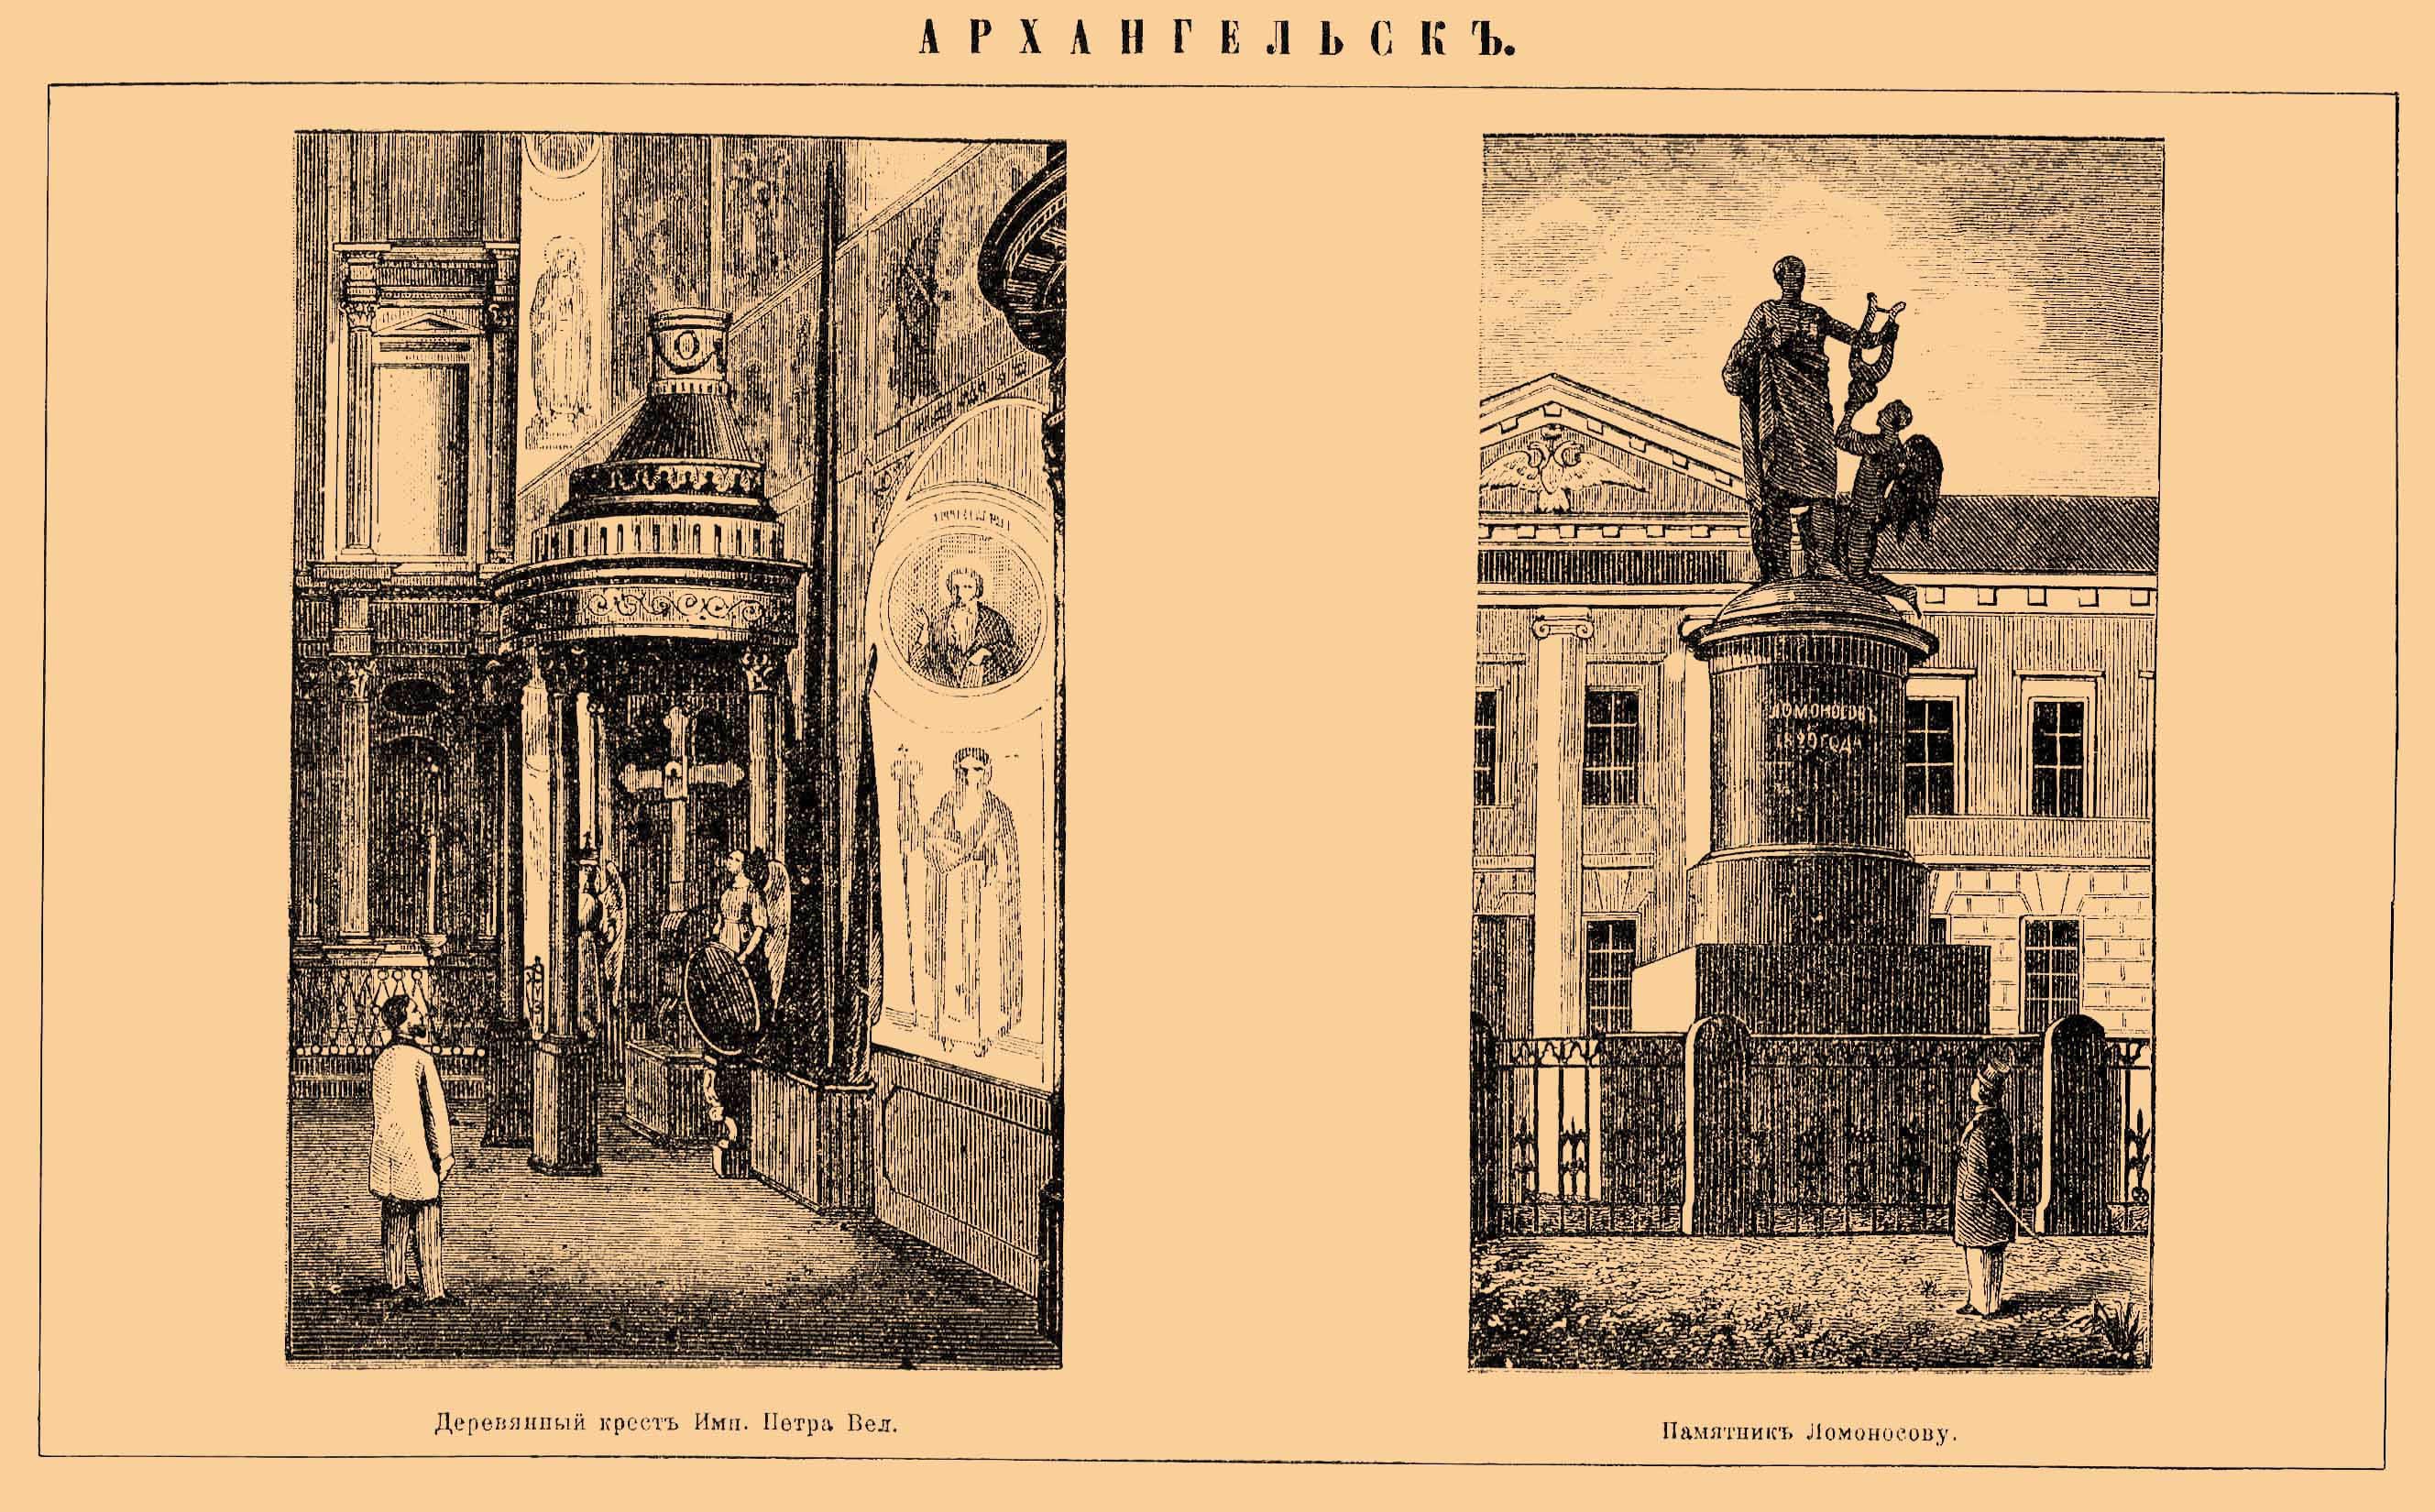 АРХАНГЕЛЬСКЪ.
ЛОМОНОСОВЪ
Деревянный крестъ Имп. Петра Вел.
Памятникъ Ломоносову.